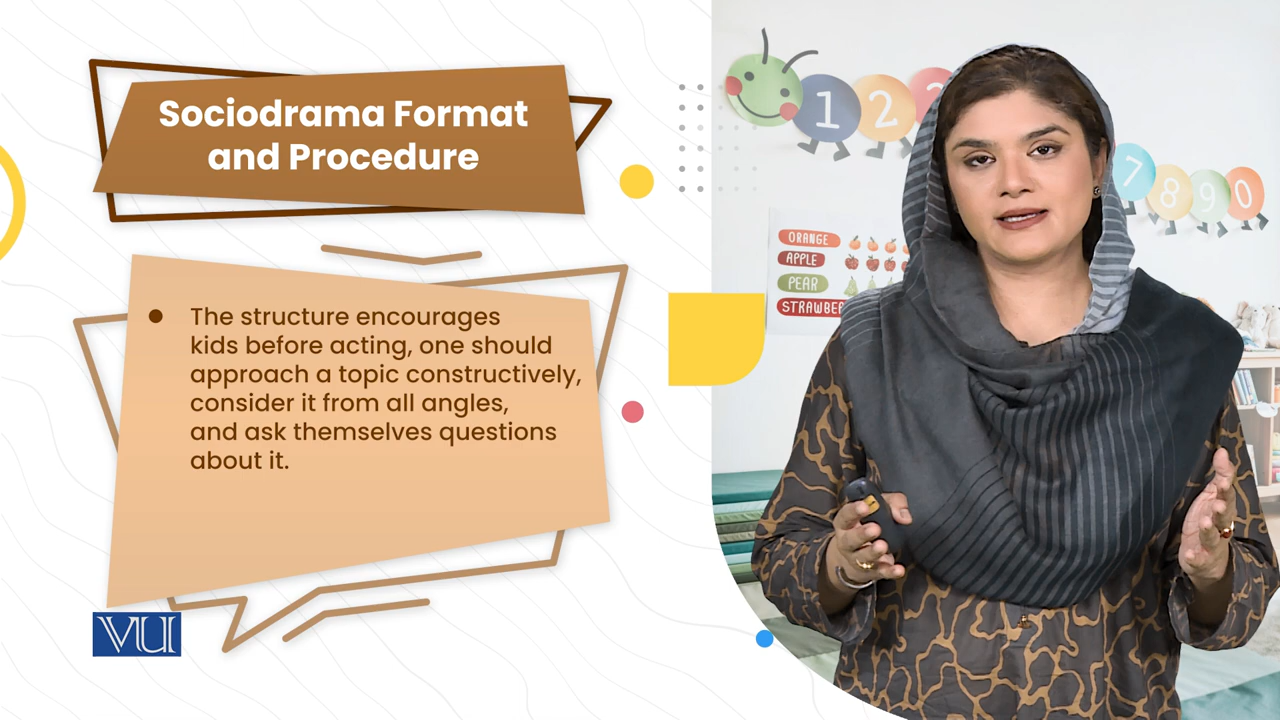 Sociodrama Format
and Procedure
The structure encourages
kids before acting, one should
approach a topic constructively,
consider it from all angles,
and ask themselves questions
about it.
VU
1 2
7 8 9 0
ORANGE
APPLE
PEAR